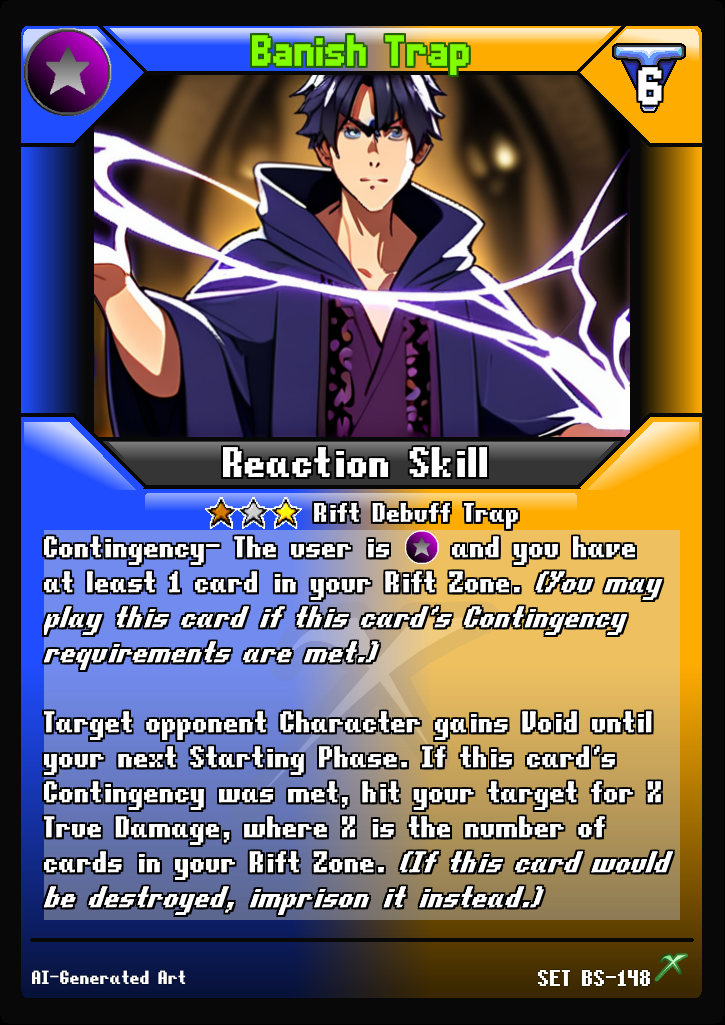 Banish Trap
6
Reaction Skill
Rift Debuff Trap
Contingency- The user is and you have
at least 1 card in your Rift Zone. (You may
play this card if this card's Contingency
requirements are met.)
Target opponent Character gains Void until
your next Starting Phase. If this card's
Contingency was met, hit your target for X
True Damage, where X is the number of
cards in your Rift Zone. (If this card would
be destroyed, imprison it instead.)
AI-Generated Art
SET BS-148